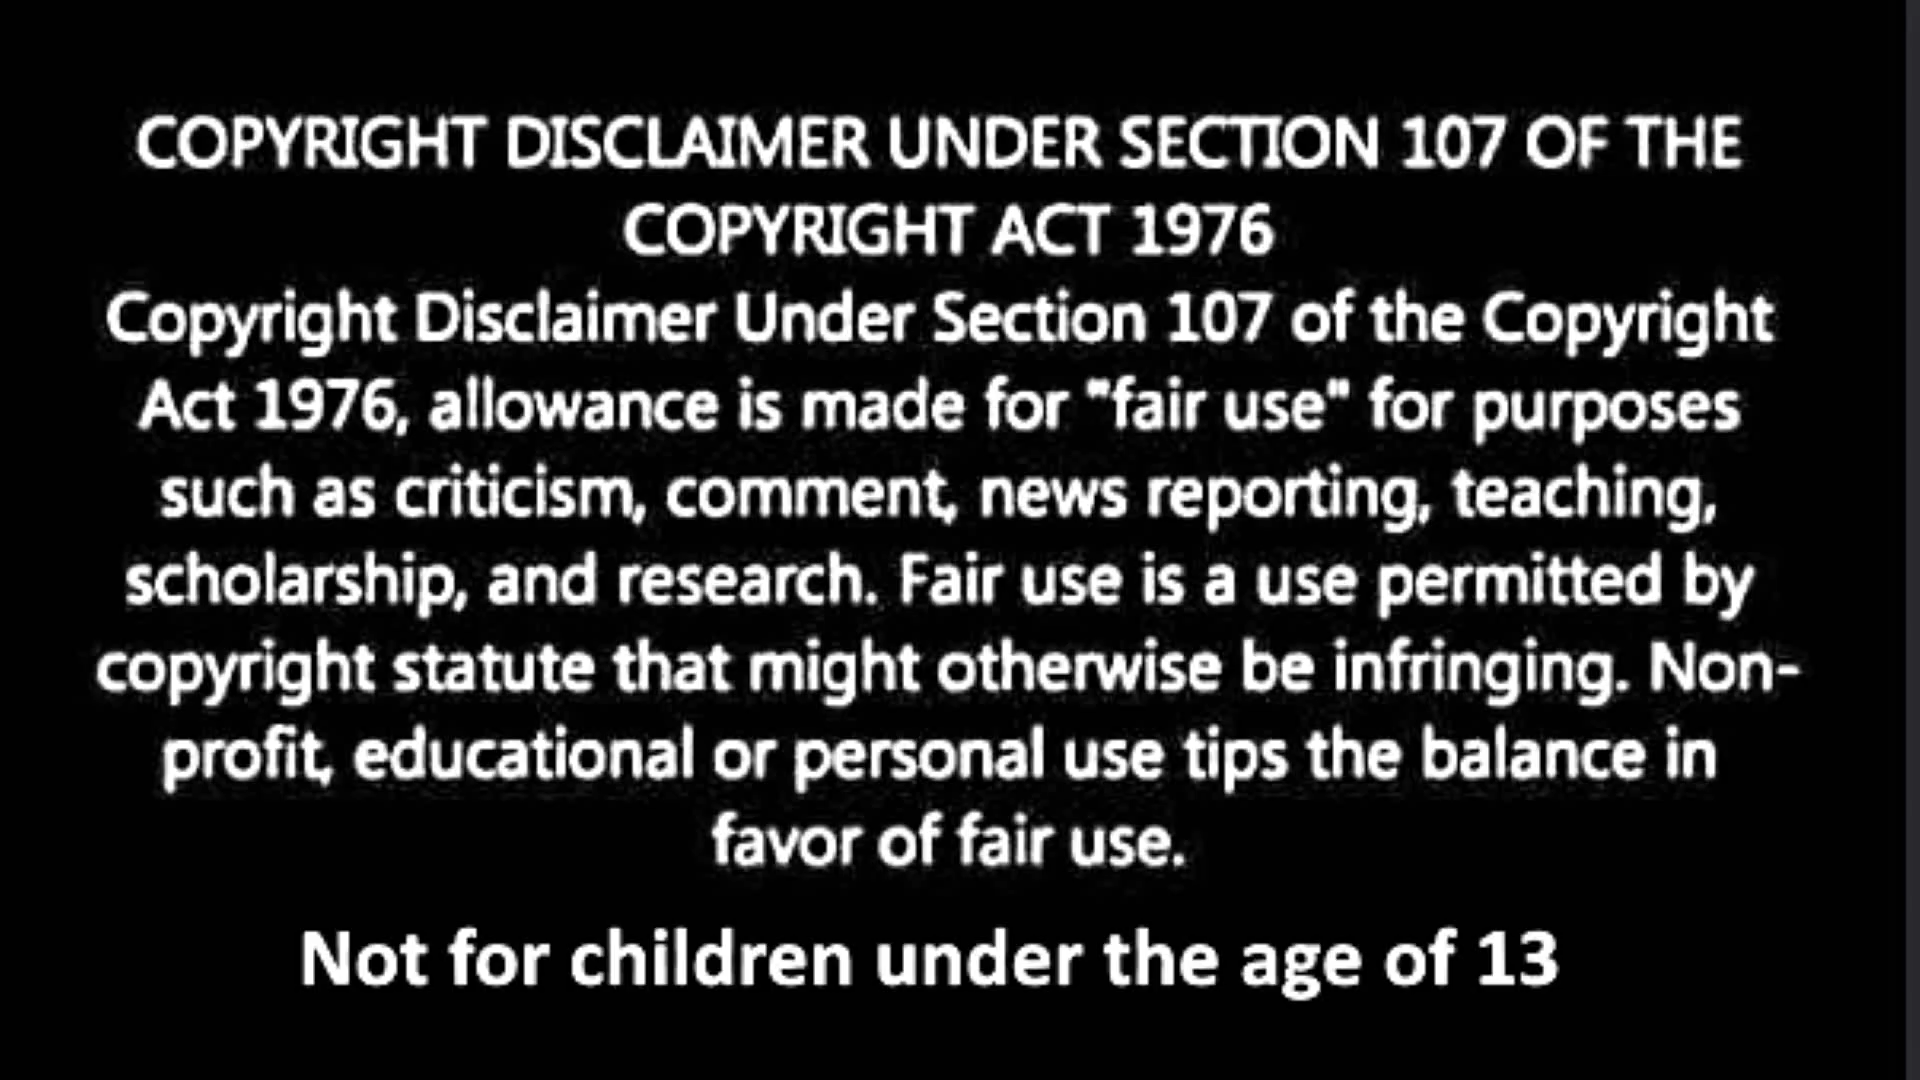 COPYRIGHT DISCLAIMER UNDER SECTION 107 OF THE
COPYRIGHT ACT 1976
Copyright Disclaimer Under Section 107 of the Copyright
Act 1976, allowance is made for "fair use" for purposes
such as criticism, comment, news reporting, teaching,
scholarship, and research. Fair use is a use permitted by
copyright statute that might otherwise be infringing. Non-
profit, educational or personal use tips the balance in
favor of fair use.
Not for children under the age of 13